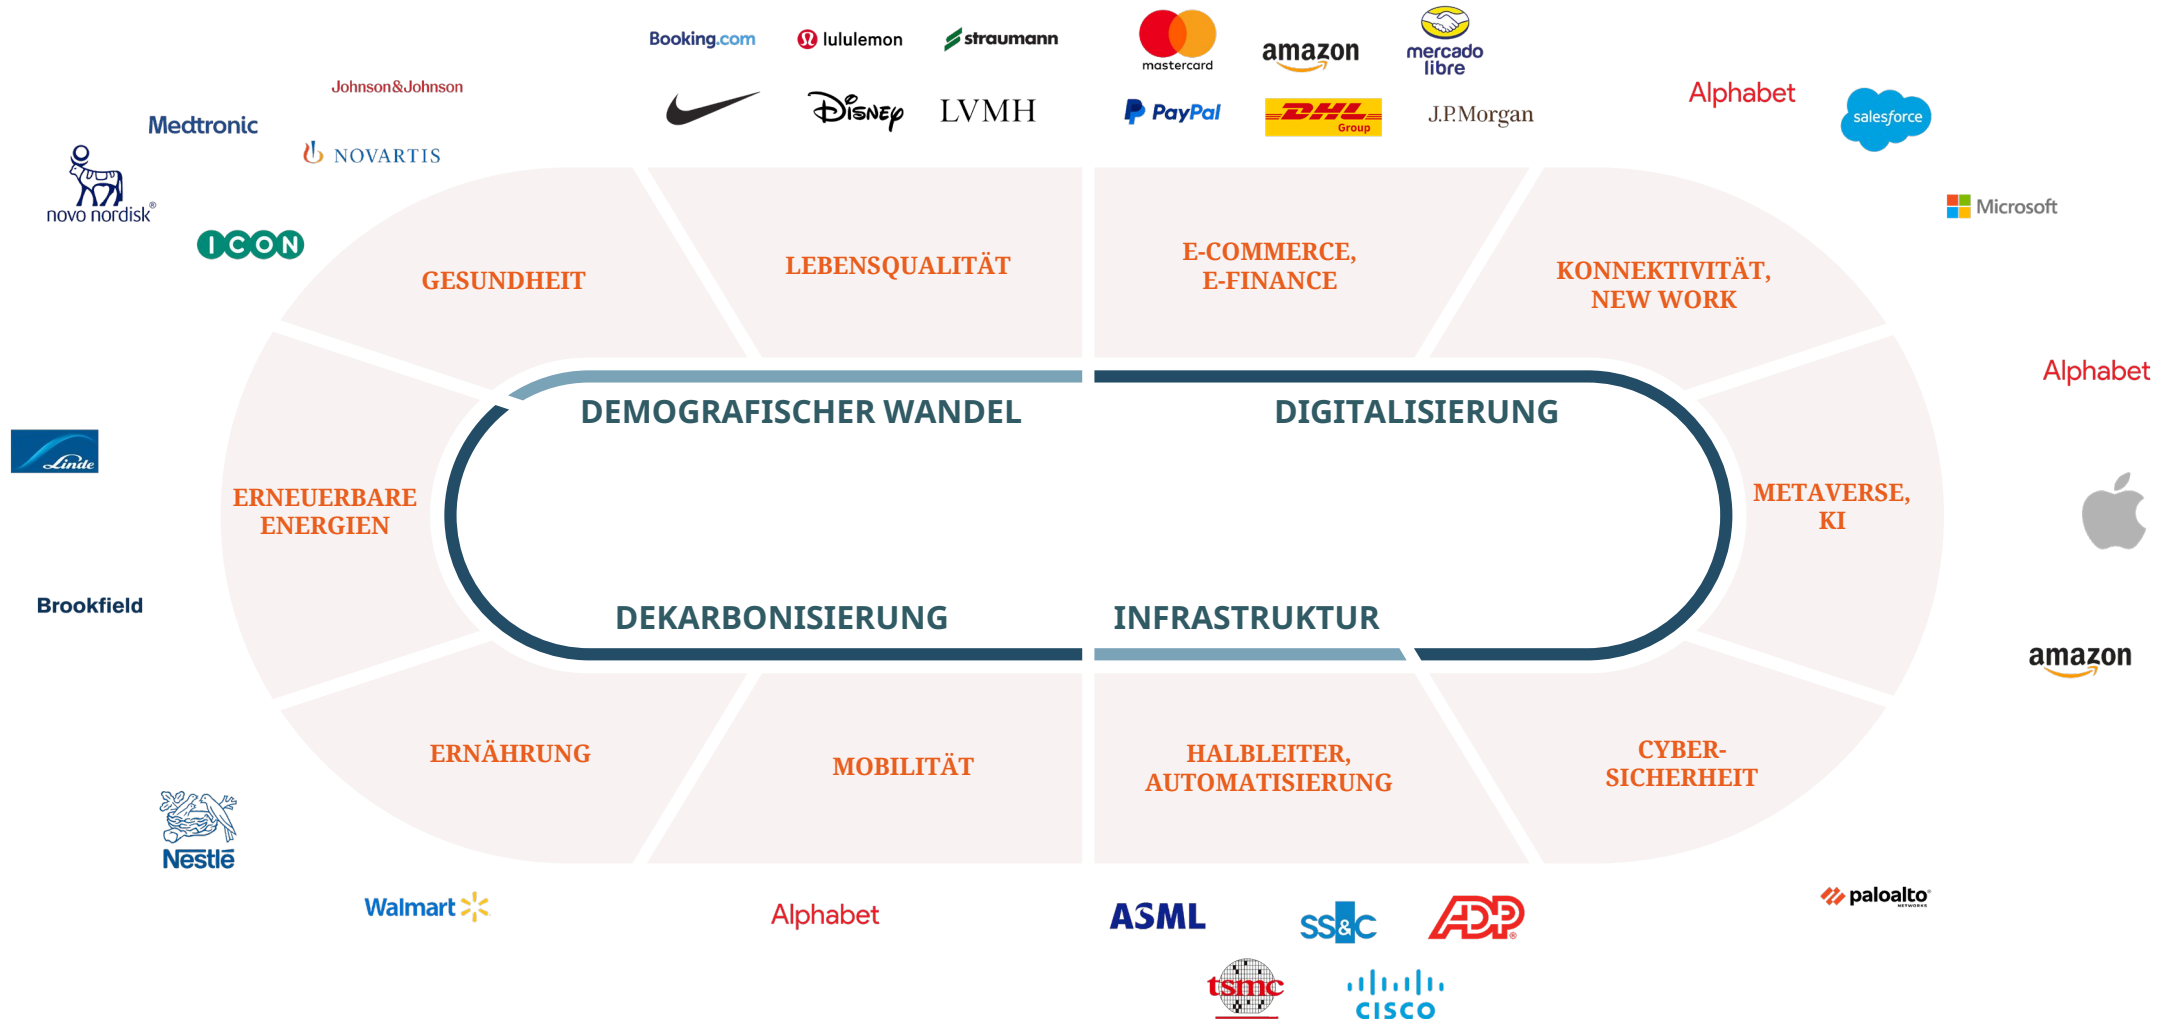 Booking.com
lululemon
straumann
mastercard
amazon
mercado
libre
Johnson&Johnson
Medtronic
NOVARTIS
novo nordisk®
ICON
DISNEY
LVMH
PayPal
DHL
Group
J.P.Morgan
Alphabet
salesforce
Microsoft
GESUNDHEIT
LEBENSQUALITÄT
E-COMMERCE,
E-FINANCE
KONNEKTIVITÄT,
NEW WORK
Alphabet
DEMOGRAFISCHER WANDEL
DIGITALISIERUNG
Linde
ERNEUERBARE
ENERGIEN
METAVERSE,
KI
Brookfield
DEKARBONISIERUNG
INFRASTRUKTUR
amazon
ERNÄHRUNG
MOBILITÄT
HALBLEITER,
AUTOMATISIERUNG
CYBER-
SICHERHEIT
Nestlé
Walmart
Alphabet
ASML
SS&C
ADP®
paloalto®
NETWORKS
tsmc
CISCO